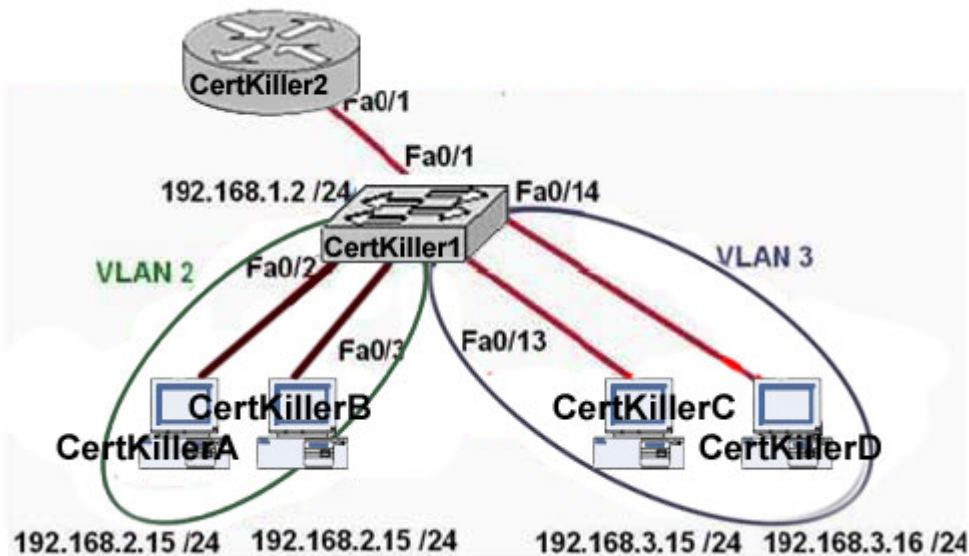 CertKiller2
Fa0/1
Fa0/1
192.168.1.2 /24
Fa0/14
CertKiller1
VLAN 2
VLAN 3
Fa0/2
Fa0/3
Fa0/13
CertKillerB
CertKillerC
CertKillerA
CertKillerD
192.168.2.15 /24
192.168.2.15 /24
192.168.3.15 /24
192.168.3.16 /24